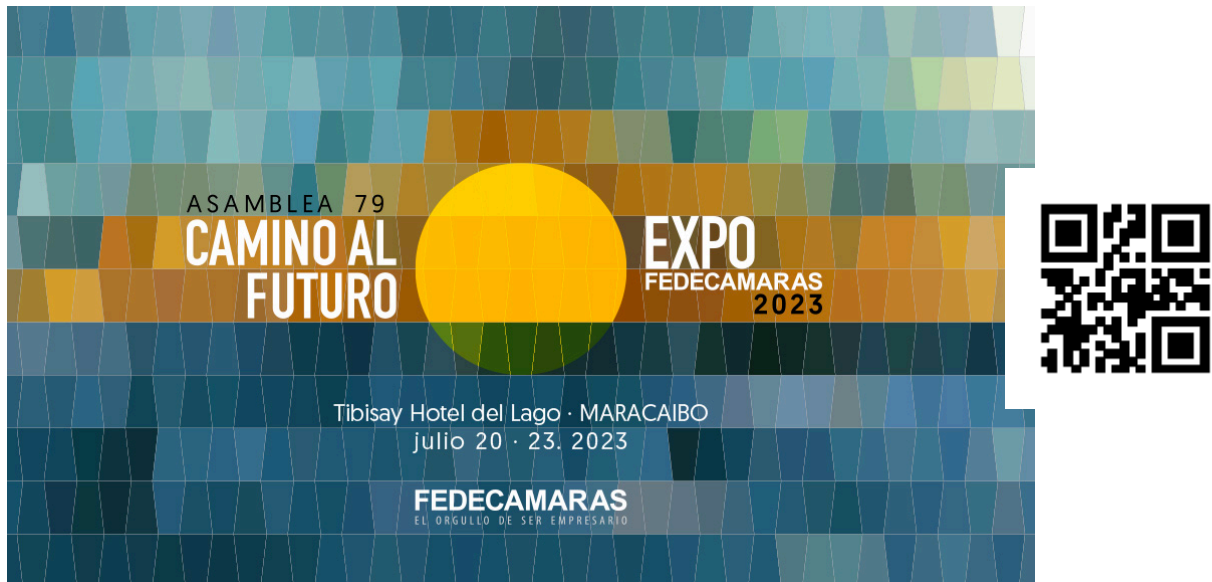 ASAMBLEA 79
CAMINO AL
FUTURO
EXPO
FEDECAMARAS
2023
Tibisay Hotel del Lago · MARACAIBO
julio 20 · 23. 2023
FEDECAMARAS
EL ORGULLO DE SER EMPRESARIO